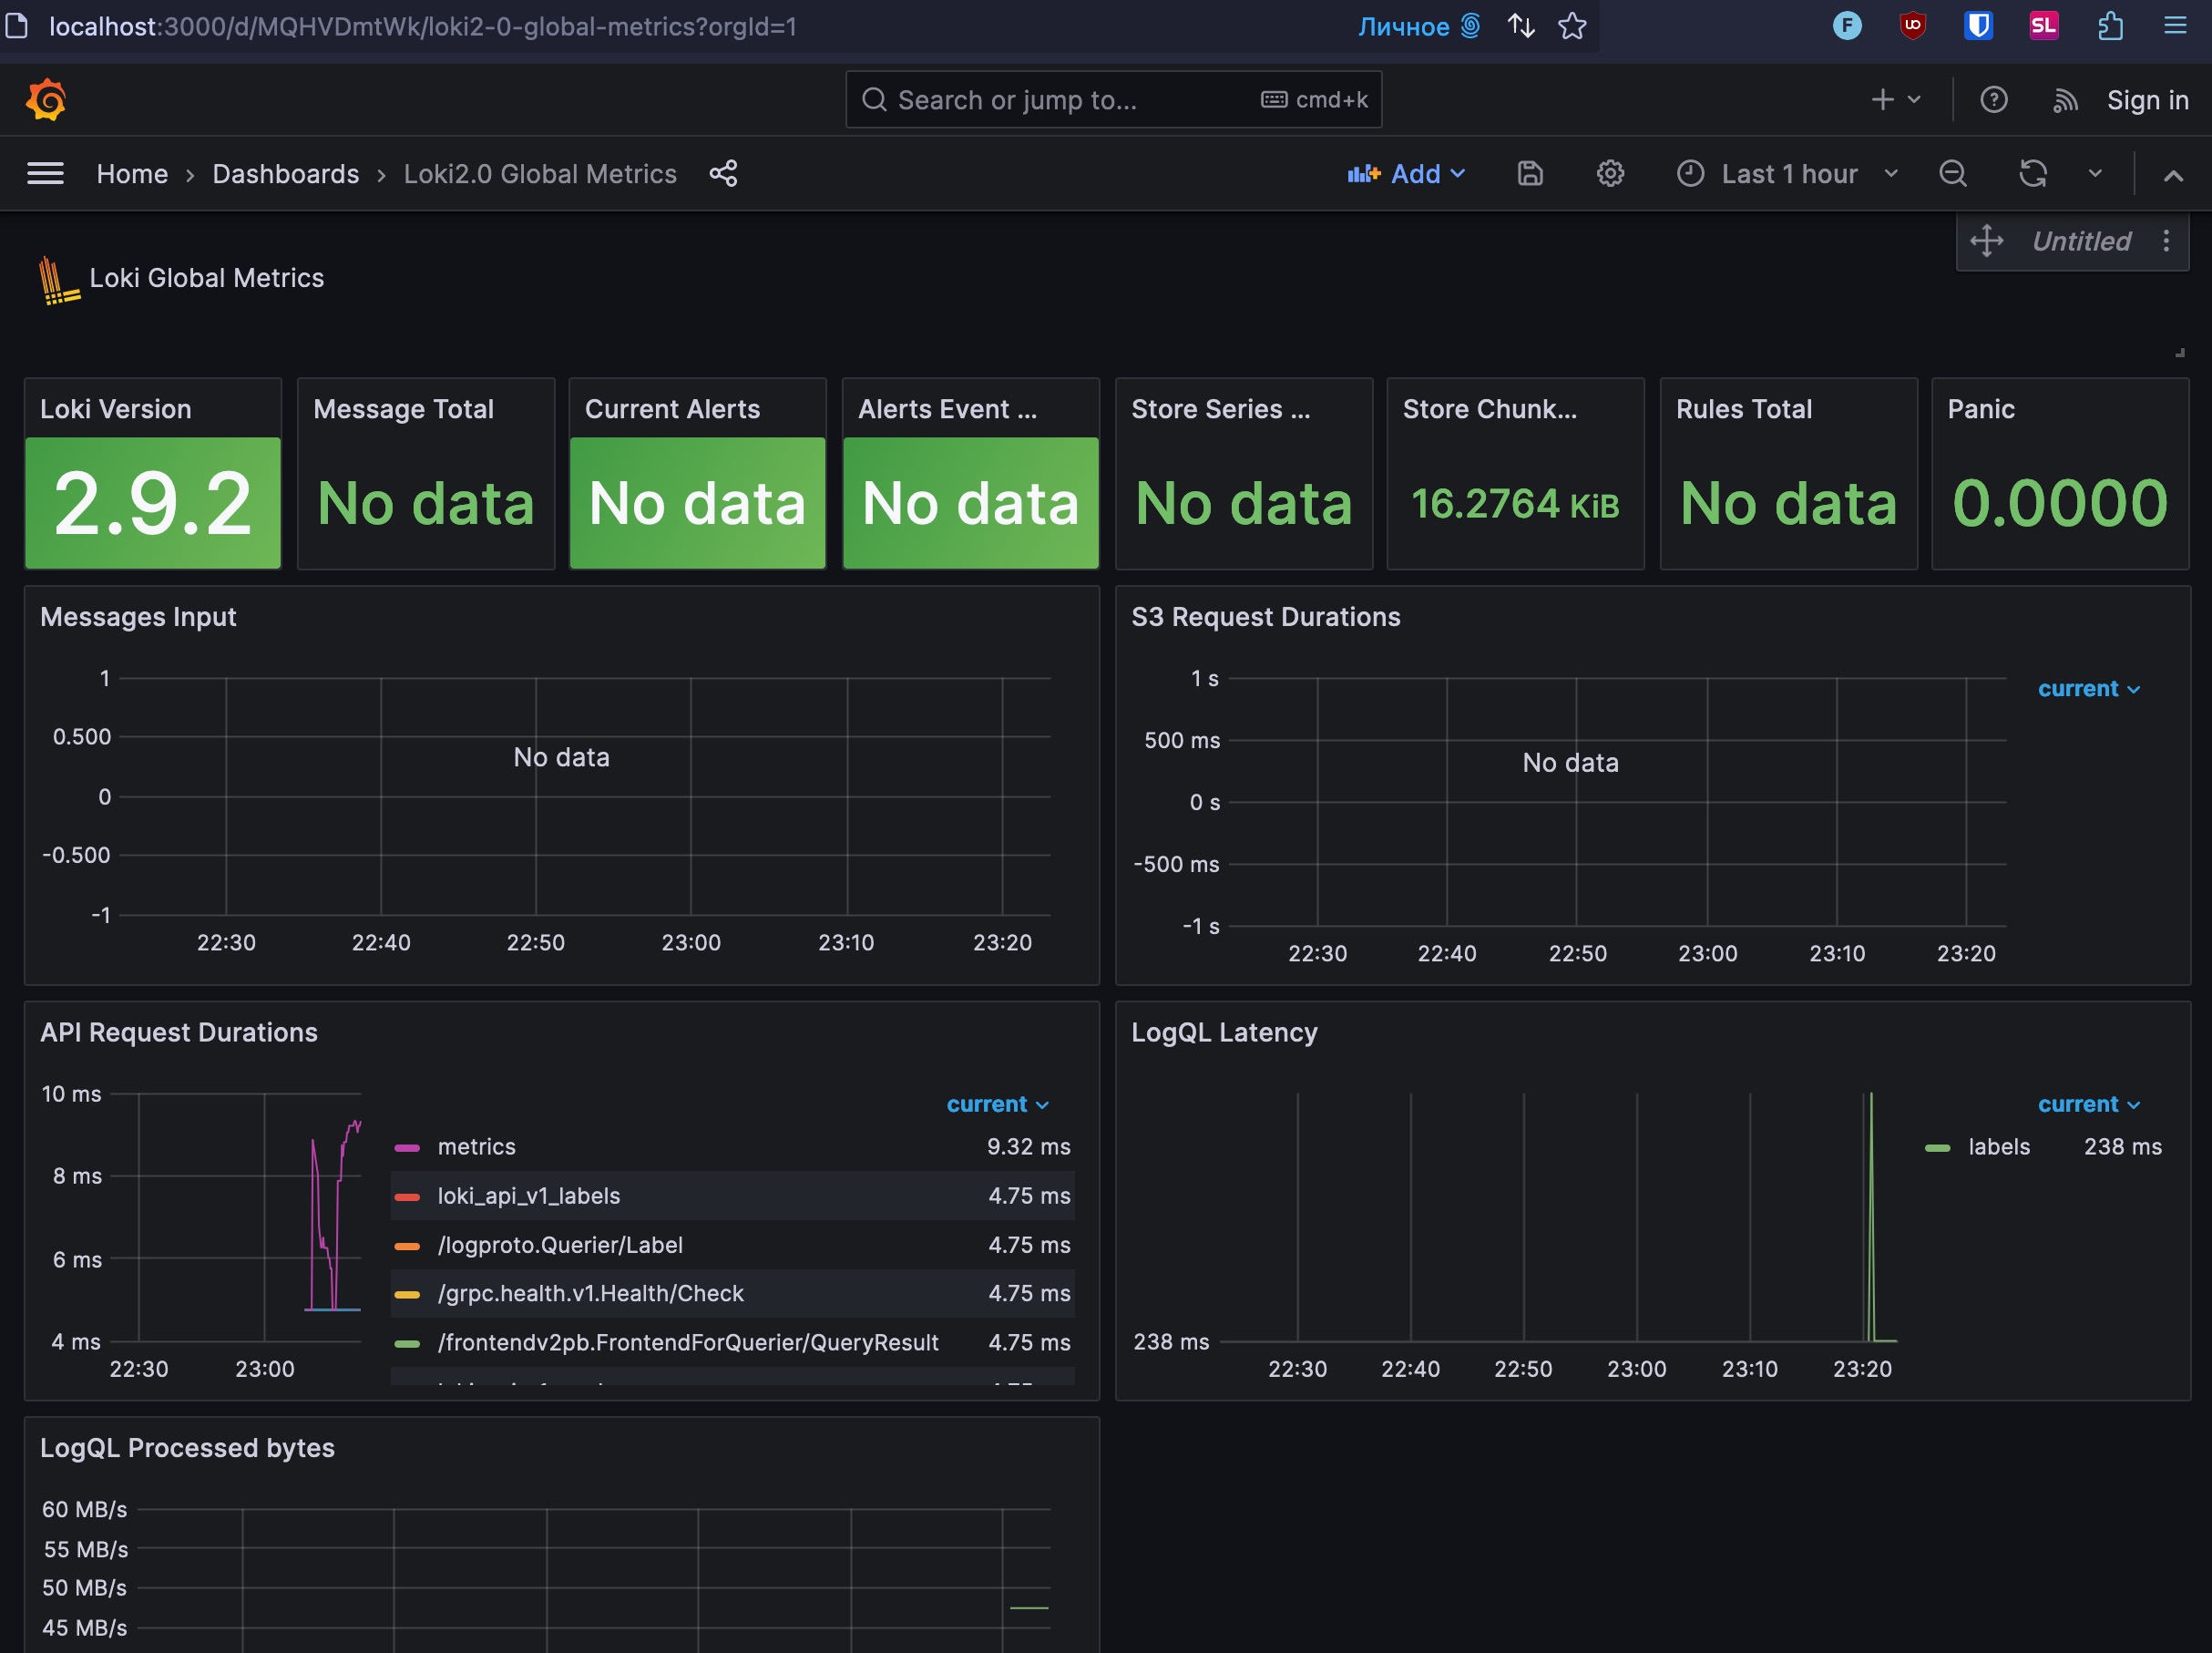 localhost:3000/d/MQHVDmtWk/loki2-0-global-metrics?orgId=1
Личное
F
UO
SL
Search or jump to...
cmd+k
Sign in
Home › Dashboards › Loki2.0 Global Metrics
Add
Last 1 hour
Untitled
Loki Global Metrics
Loki Version
2.9.2
Message Total
No data
Current Alerts
No data
Alerts Event ...
No data
Store Series ...
No data
Store Chunk...
16.2764 KiB
Rules Total
No data
Panic
0.0000
Messages Input
1
0.500
0
-0.500
-1
No data
22:30 22:40 22:50 23:00 23:10 23:20
S3 Request Durations
1 s
500 ms
0 s
-500 ms
-1 s
No data
22:30 22:40 22:50 23:00 23:10 23:20
current
API Request Durations
10 ms
8 ms
6 ms
4 ms
22:30 23:00
current
metrics 9.32 ms
loki_api_v1_labels 4.75 ms
/logproto.Querier/Label 4.75 ms
/grpc.health.v1.Health/Check 4.75 ms
/frontendv2pb.FrontendForQuerier/QueryResult 4.75 ms
LogQL Latency
238 ms
22:30 22:40 22:50 23:00 23:10 23:20
current
labels 238 ms
LogQL Processed bytes
60 MB/s
55 MB/s
50 MB/s
45 MB/s